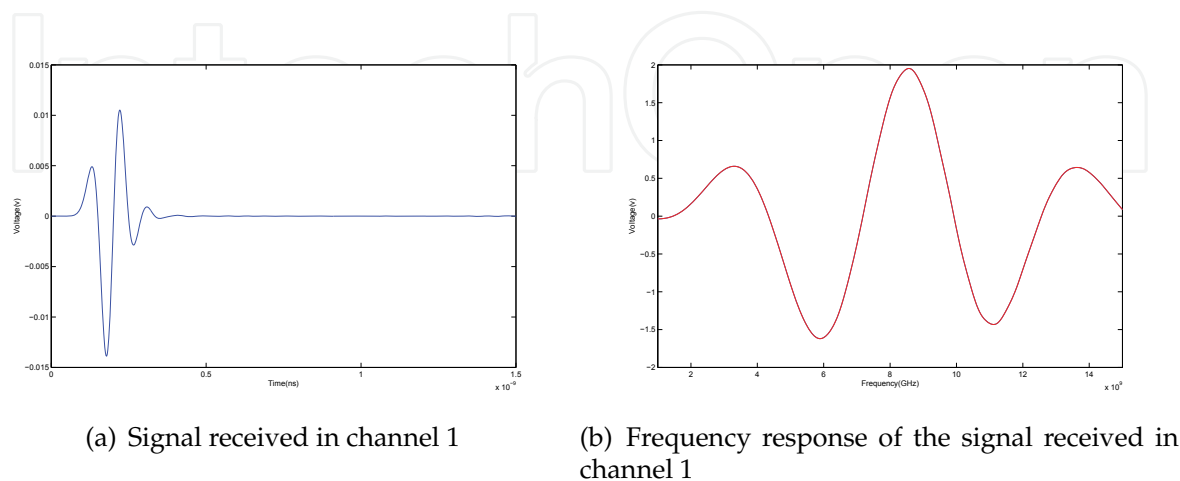 IntechOpen
0.015
0.01
0.005
0
−0.005
−0.01
−0.015
Voltage(v)
0
0.5
1
1.5
Time(ns)
x 10⁻⁹
2
1.5
1
0.5
0
−0.5
−1
−1.5
−2
Voltage(v)
2
4
6
8
10
12
14
Frequency(GHz)
x 10⁹
(a) Signal received in channel 1
(b) Frequency response of the signal received in
channel 1